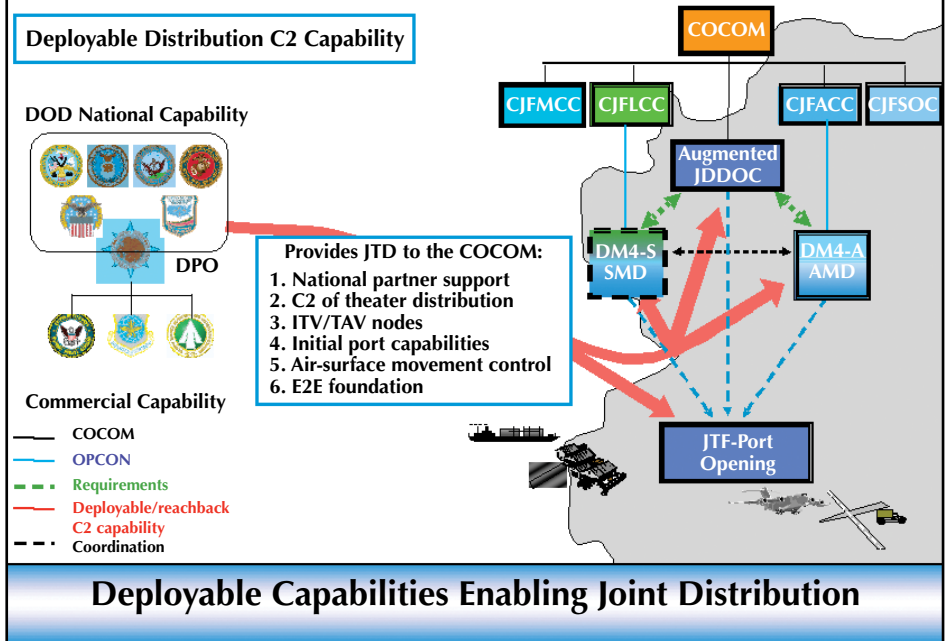 Deployable Distribution C2 Capability
COCOM
CJFMCC
CJFLCC
CJFACC
CJFSOC
DOD National Capability
Augmented
JDDOC
DPO
Provides JTD to the COCOM:
1. National partner support
2. C2 of theater distribution
3. ITV/TAV nodes
4. Initial port capabilities
5. Air-surface movement control
6. E2E foundation
DM4-S
SMD
DM4-A
AMD
Commercial Capability
COCOM
OPCON
Requirements
Deployable/reachback
C2 capability
Coordination
JTF-Port
Opening
Deployable Capabilities Enabling Joint Distribution